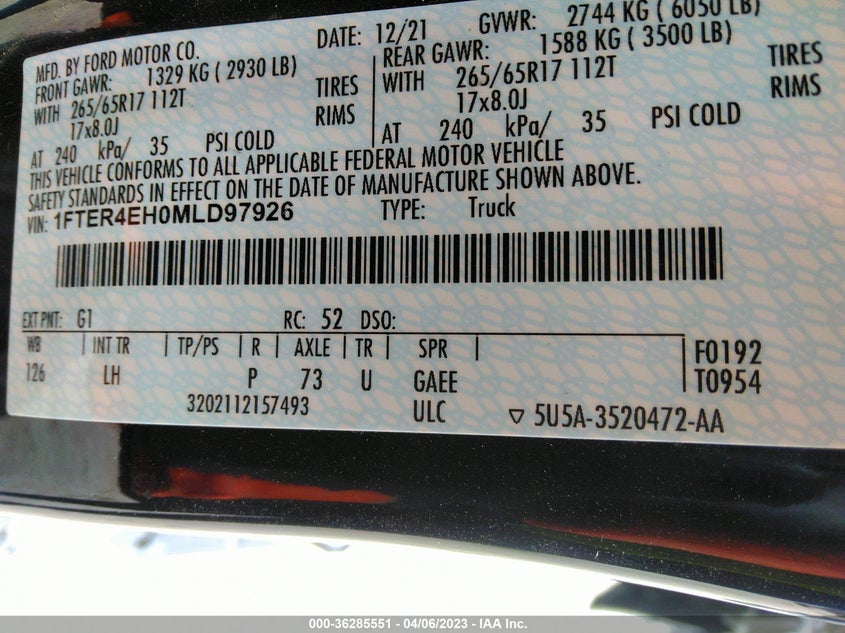 MFD. BY FORD MOTOR CO. DATE: 12/21 GVWR: 2744 KG ( 6050 LB)
FRONT GAWR: 1329 KG ( 2930 LB) REAR GAWR: 1588 KG ( 3500 LB)
WITH 265/65R17 112T TIRES WITH 265/65R17 112T TIRES
17x8.0J RIMS 17x8.0J RIMS
AT 240 kPa/ 35 PSI COLD AT 240 kPa/ 35 PSI COLD
THIS VEHICLE CONFORMS TO ALL APPLICABLE FEDERAL MOTOR VEHICLE
SAFETY STANDARDS IN EFFECT ON THE DATE OF MANUFACTURE SHOWN ABOVE.
VIN: 1FTER4EH0MLD97926 TYPE: Truck
EXT PNT: G1 RC: 52 DSO:
WB INT TR TP/PS R AXLE TR SPR F0192
126 LH P 73 U GAEE T0954
3202112157493 ULC ▽ 5U5A-3520472-AA
000-36285551 - 04/06/2023 - IAA Inc.